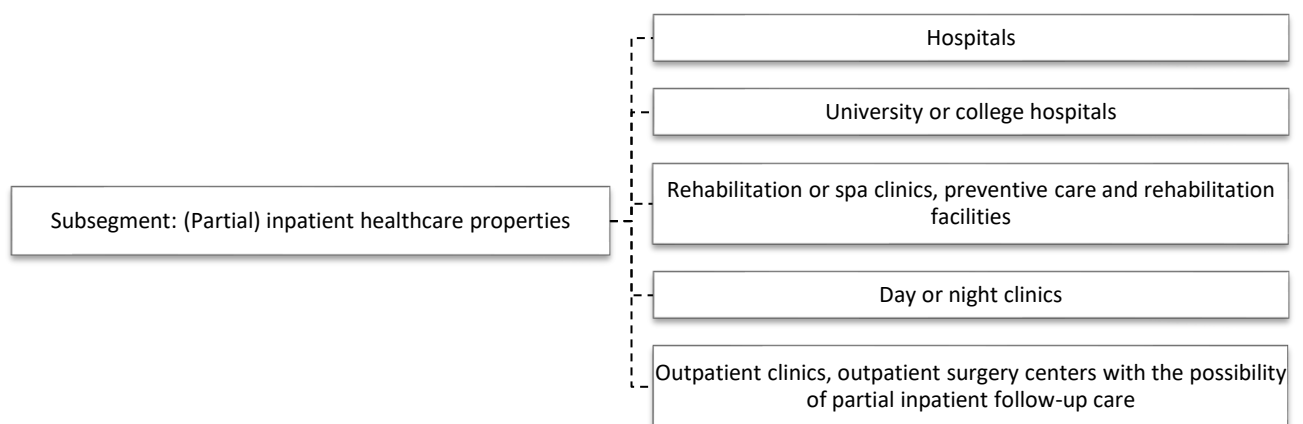 Hospitals
University or college hospitals
Rehabilitation or spa clinics, preventive care and rehabilitation
facilities
Subsegment: (Partial) inpatient healthcare properties
Day or night clinics
Outpatient clinics, outpatient surgery centers with the possibility
of partial inpatient follow-up care